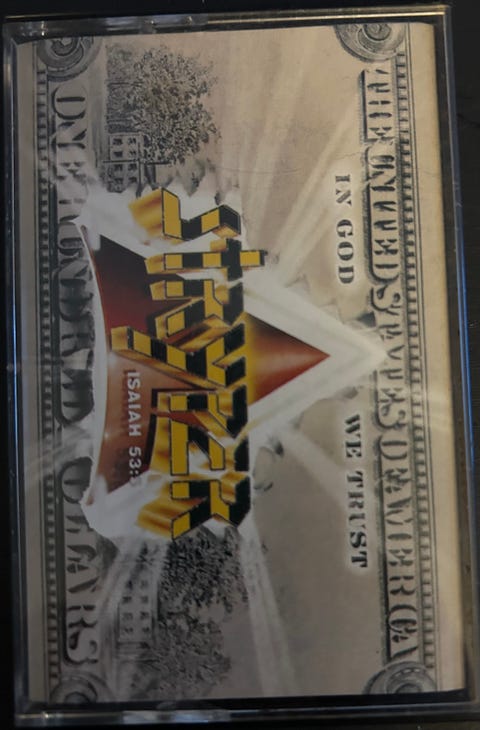 THE UNITED STATES OF AMERICA
IN GOD WE TRUST
STRYPER
ISAIAH 53:5
ONE HUNDRED DOLLARS